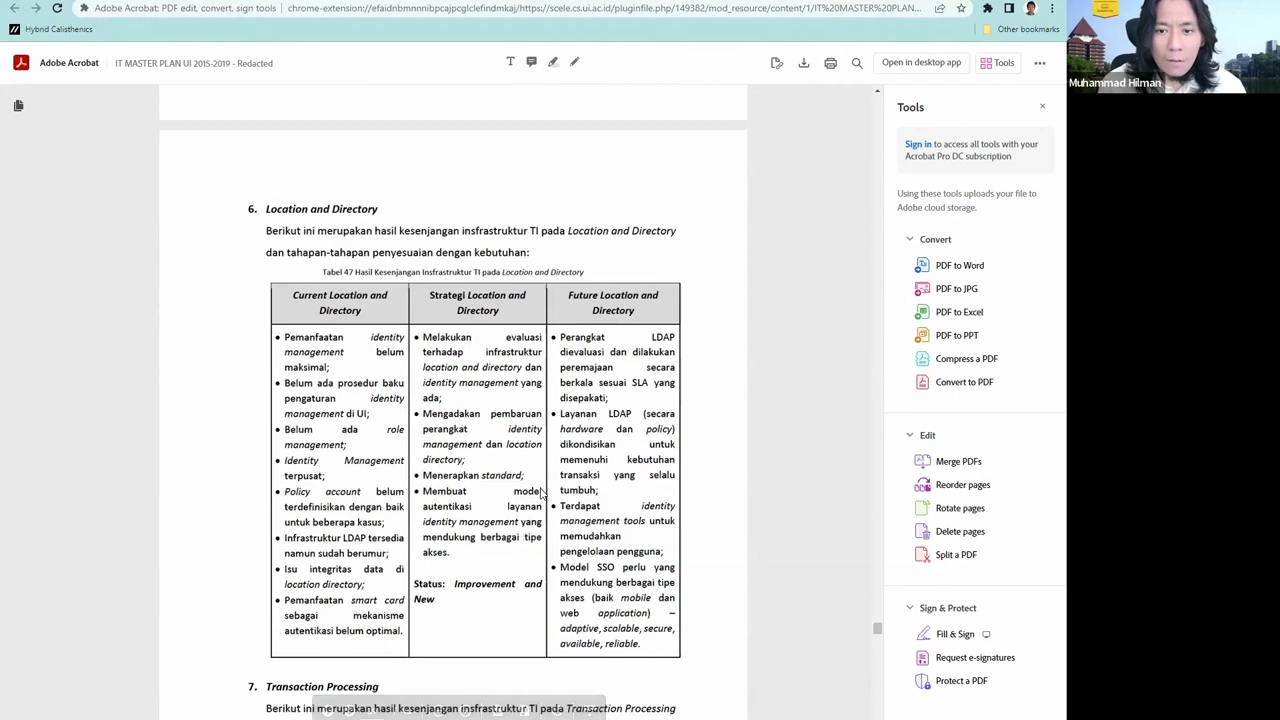 Adobe Acrobat: PDF edit, convert, sign tools | chrome-extension://efaidnbmnnnibpcajpcglclefindmkaj/https://scele.cs.ui.ac.id/pluginfile.php/149382/mod_resource/content/1/IT%20MASTER%20PLAN...
Hybrid Calisthenics
Other bookmarks
Adobe Acrobat
IT MASTER PLAN UI 2015-2019 - Redacted
Open in desktop app
Tools
Muhammad Hilman
6. Location and Directory
Berikut ini merupakan hasil kesenjangan insfrastruktur TI pada Location and Directory
dan tahapan-tahapan penyesuaian dengan kebutuhan:
Tabel 47 Hasil Kesenjangan Insfrastruktur TI pada Location and Directory
Current Location and
Directory
• Pemanfaatan identity
management belum
maksimal;
• Belum ada prosedur baku
pengaturan identity
management di UI;
• Belum ada role
management;
• Identity Management
terpusat;
• Policy account belum
terdefinisikan dengan baik
untuk beberapa kasus;
• Infrastruktur LDAP tersedia
namun sudah berumur;
• Isu integritas data di
location directory;
• Pemanfaatan smart card
sebagai mekanisme
autentikasi belum optimal.
Strategi Location and
Directory
• Melakukan evaluasi
terhadap infrastruktur
location and directory dan
identity management yang
ada;
• Mengadakan pembaruan
perangkat identity
management dan location
directory;
• Menerapkan standard;
• Membuat model
autentikasi layanan
identity management yang
mendukung berbagai tipe
akses.
Status: Improvement and
New
Future Location and
Directory
• Perangkat LDAP
dievaluasi dan dilakukan
peremajaan secara
berkala sesuai SLA yang
disepakati;
• Layanan LDAP (secara
hardware dan policy)
dikondisikan untuk
memenuhi kebutuhan
transaksi yang selalu
tumbuh;
• Terdapat identity
management tools untuk
memudahkan
pengelolaan pengguna;
• Model SSO perlu yang
mendukung berbagai tipe
akses (baik mobile dan
web application) –
adaptive, scalable, secure,
available, reliable.
7. Transaction Processing
Berikut ini merupakan hasil kesenjangan insfrastruktur TI pada Transaction Processing
Tools
Sign in to access all tools with your
Acrobat Pro DC subscription
Using these tools uploads your file to
Adobe cloud storage.
Convert
PDF to Word
PDF to JPG
PDF to Excel
PDF to PPT
Compress a PDF
Convert to PDF
Edit
Merge PDFs
Reorder pages
Rotate pages
Delete pages
Split a PDF
Sign & Protect
Fill & Sign
Request e-signatures
Protect a PDF